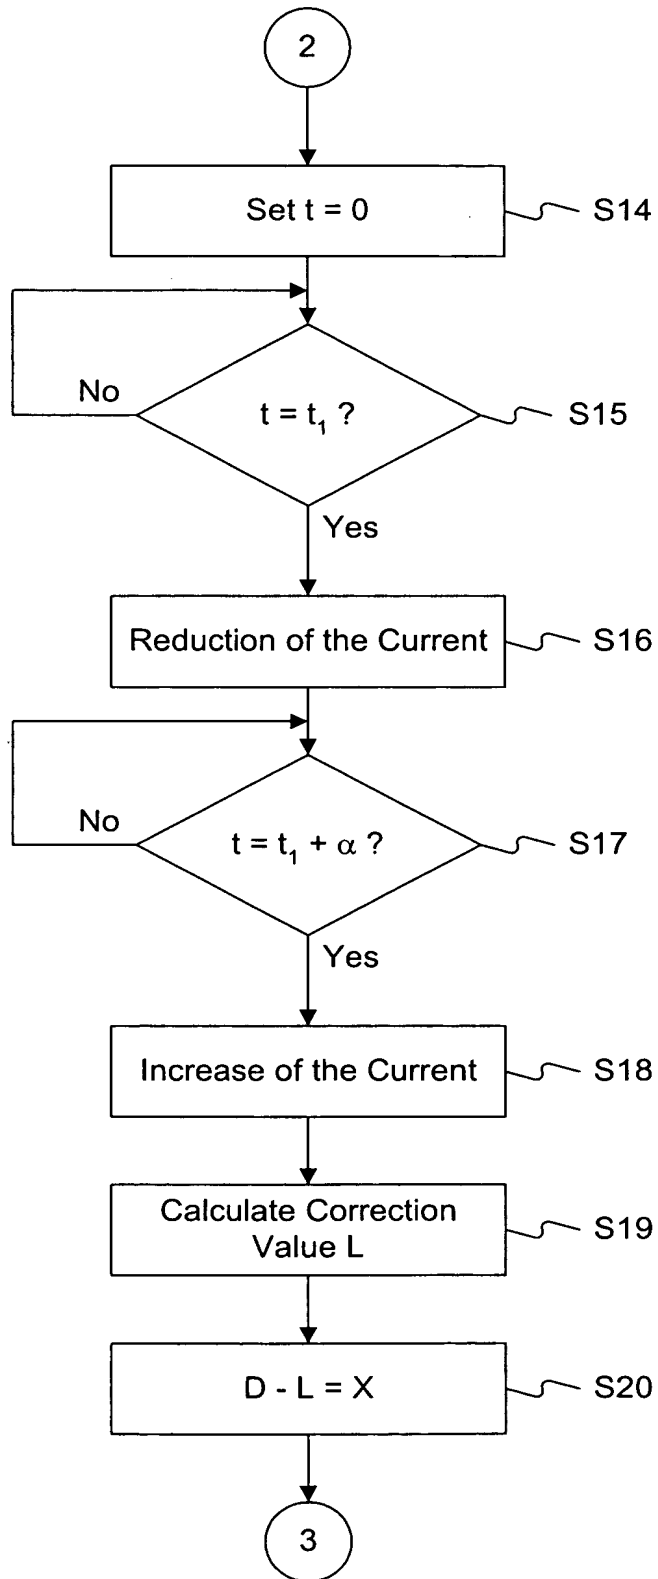 2
Set t = 0
S14
No
t = t₁ ?
S15
Yes
Reduction of the Current
S16
No
t = t₁ + α ?
S17
Yes
Increase of the Current
S18
Calculate Correction
Value L
S19
D - L = X
S20
3